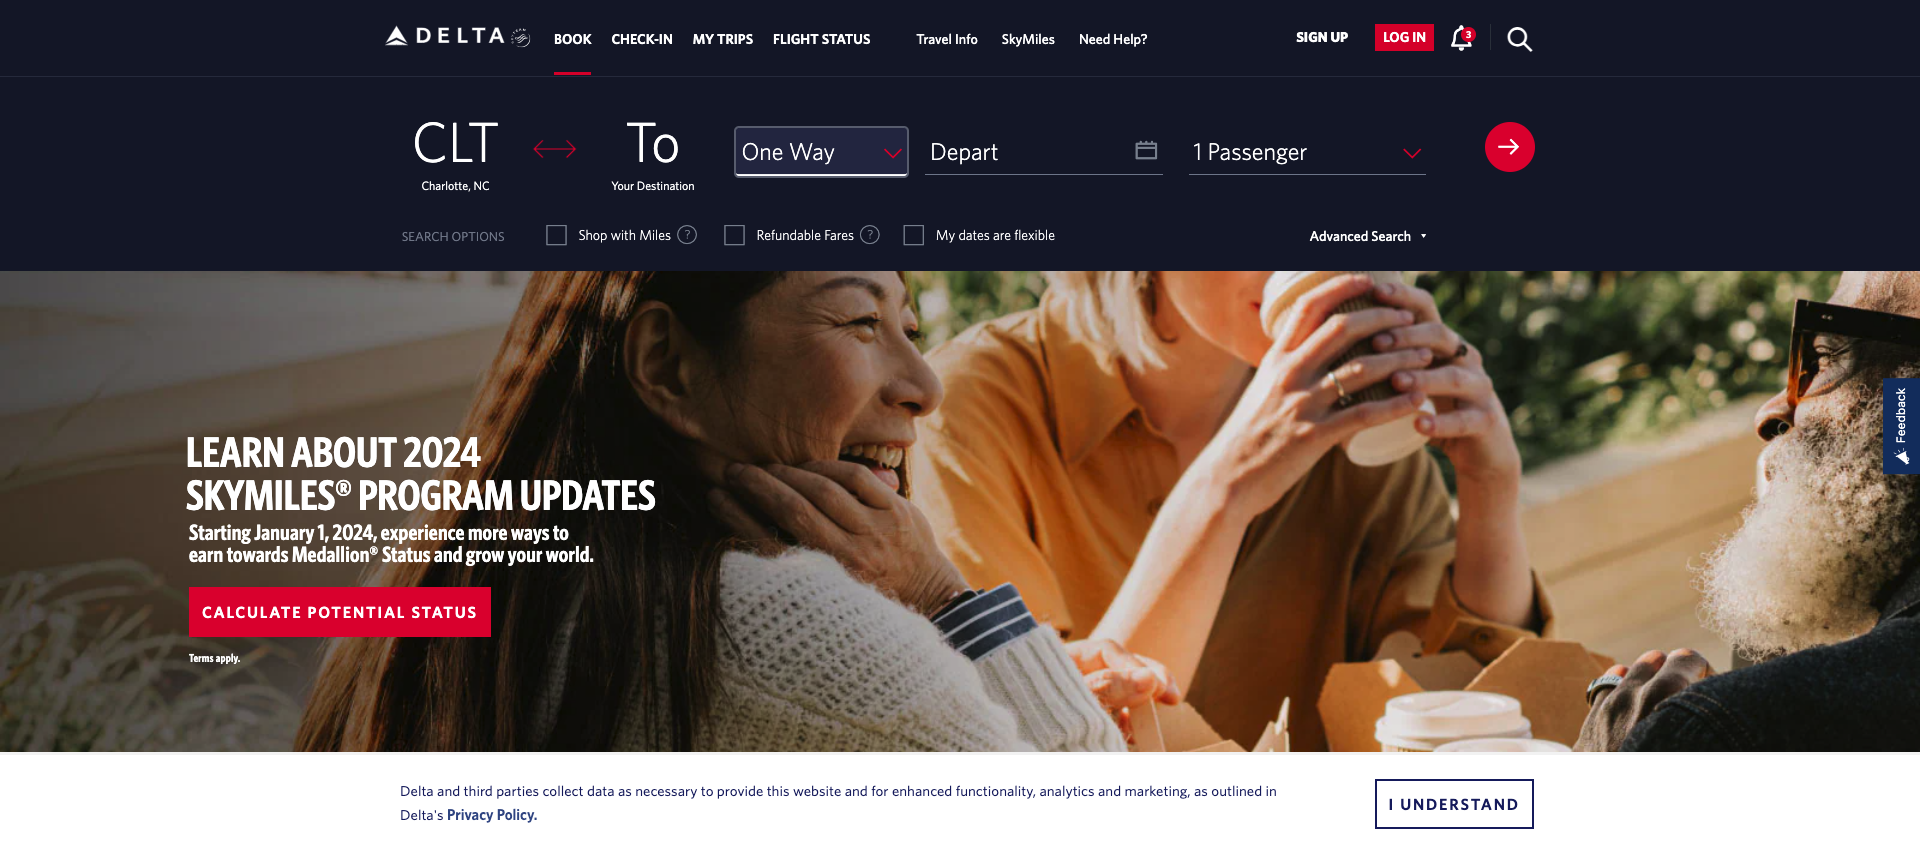 DELTA
BOOK
CHECK-IN
MY TRIPS
FLIGHT STATUS
Travel Info
SkyMiles
Need Help?
SIGN UP
LOG IN
3
CLT
Charlotte, NC
To
Your Destination
One Way
Depart
1 Passenger
SEARCH OPTIONS
Shop with Miles
?
Refundable Fares
?
My dates are flexible
Advanced Search
LEARN ABOUT 2024
SKYMILES® PROGRAM UPDATES
Starting January 1, 2024, experience more ways to
earn towards Medallion® Status and grow your world.
CALCULATE POTENTIAL STATUS
Terms apply.
Feedback
Delta and third parties collect data as necessary to provide this website and for enhanced functionality, analytics and marketing, as outlined in
Delta's Privacy Policy.
I UNDERSTAND